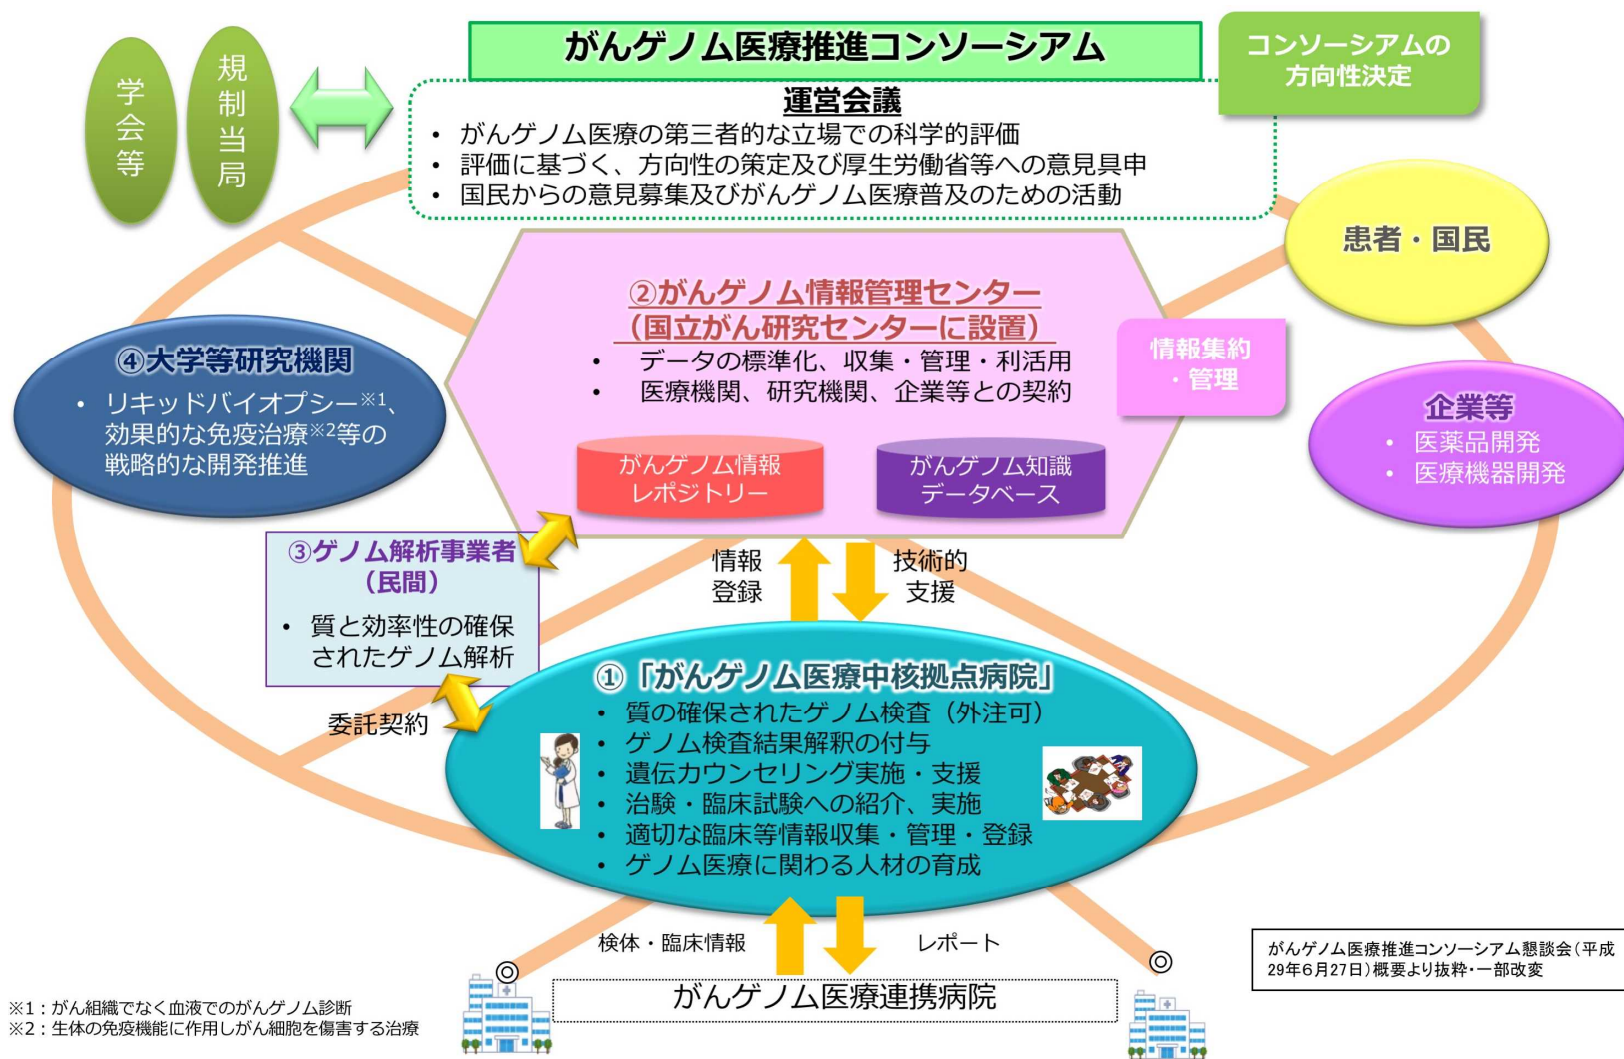 がんゲノム医療推進コンソーシアム
コンソーシアムの
方向性決定
学会等
規制当局
運営会議
• がんゲノム医療の第三者的な立場での科学的評価
• 評価に基づく、方向性の策定及び厚生労働省等への意見具申
• 国民からの意見募集及びがんゲノム医療普及のための活動
患者・国民
②がんゲノム情報管理センター
（国立がん研究センターに設置）
• データの標準化、収集・管理・利活用
• 医療機関、研究機関、企業等との契約
情報集約
・管理
がんゲノム情報
レポジトリー
がんゲノム知識
データベース
④大学等研究機関
• リキッドバイオプシー※1、
効果的な免疫治療※2等の
戦略的な開発推進
企業等
• 医薬品開発
• 医療機器開発
③ゲノム解析事業者
（民間）
• 質と効率性の確保
されたゲノム解析
情報
登録
技術的
支援
委託契約
①「がんゲノム医療中核拠点病院」
• 質の確保されたゲノム検査（外注可）
• ゲノム検査結果解釈の付与
• 遺伝カウンセリング実施・支援
• 治験・臨床試験への紹介、実施
• 適切な臨床等情報収集・管理・登録
• ゲノム医療に関わる人材の育成
検体・臨床情報
レポート
がんゲノム医療連携病院
がんゲノム医療推進コンソーシアム懇談会（平成
29年6月27日）概要より抜粋・一部改変
※1：がん組織でなく血液でのがんゲノム診断
※2：生体の免疫機能に作用しがん細胞を傷害する治療